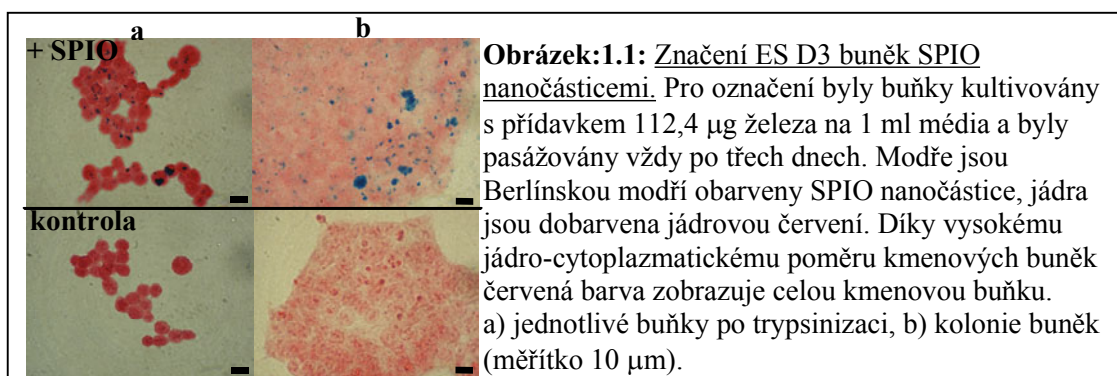 a b
+ SPIO
kontrola
Obrázek:1.1: Značení ES D3 buněk SPIO
nanočásticemi. Pro označení byly buňky kultivovány
s přídavkem 112,4 μg železa na 1 ml média a byly
pasážovány vždy po třech dnech. Modře jsou
Berlínskou modří obarveny SPIO nanočástice, jádra
jsou dobarvena jádrovou červení. Díky vysokému
jádro-cytoplazmatickému poměru kmenových buněk
červená barva zobrazuje celou kmenovou buňku.
a) jednotlivé buňky po trypsinizaci, b) kolonie buněk
(měřítko 10 μm).